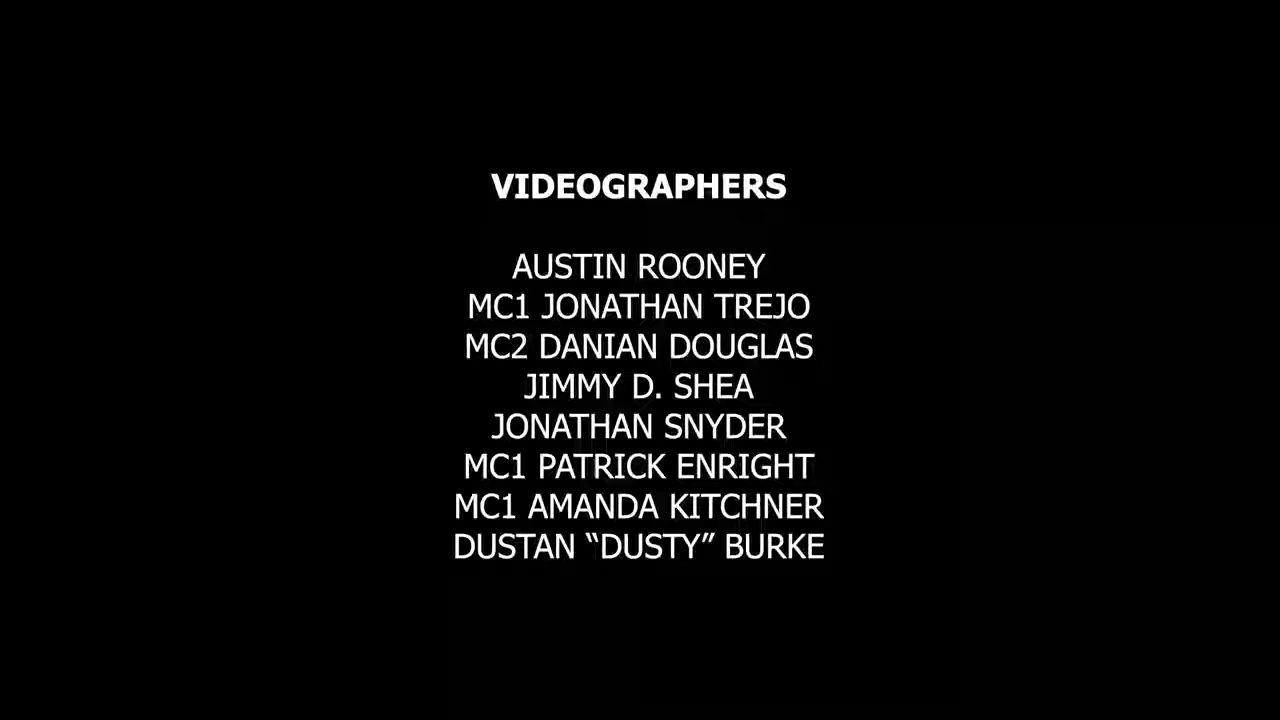 VIDEOGRAPHERS
AUSTIN ROONEY
MC1 JONATHAN TREJO
MC2 DANIAN DOUGLAS
JIMMY D. SHEA
JONATHAN SNYDER
MC1 PATRICK ENRIGHT
MC1 AMANDA KITCHNER
DUSTAN “DUSTY” BURKE